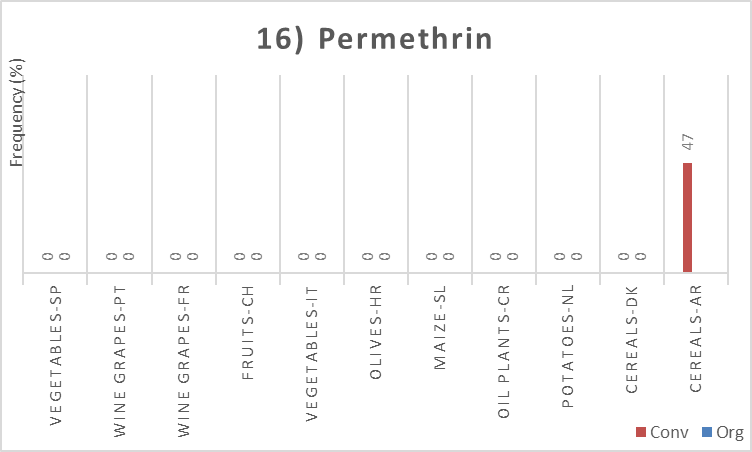 16) Permethrin
Frequency (%)
0 0 0 0 0 0 0 0 0 0 0 0 0 0 0 0 0 0 0 0 47
VEGETABLES-SP
WINE GRAPES-PT
WINE GRAPES-FR
FRUITS-CH
VEGETABLES-IT
OLIVES-HR
MAIZE-SL
OIL PLANTS-CR
POTATOES-NL
CEREALS-DK
CEREALS-AR
Conv Org